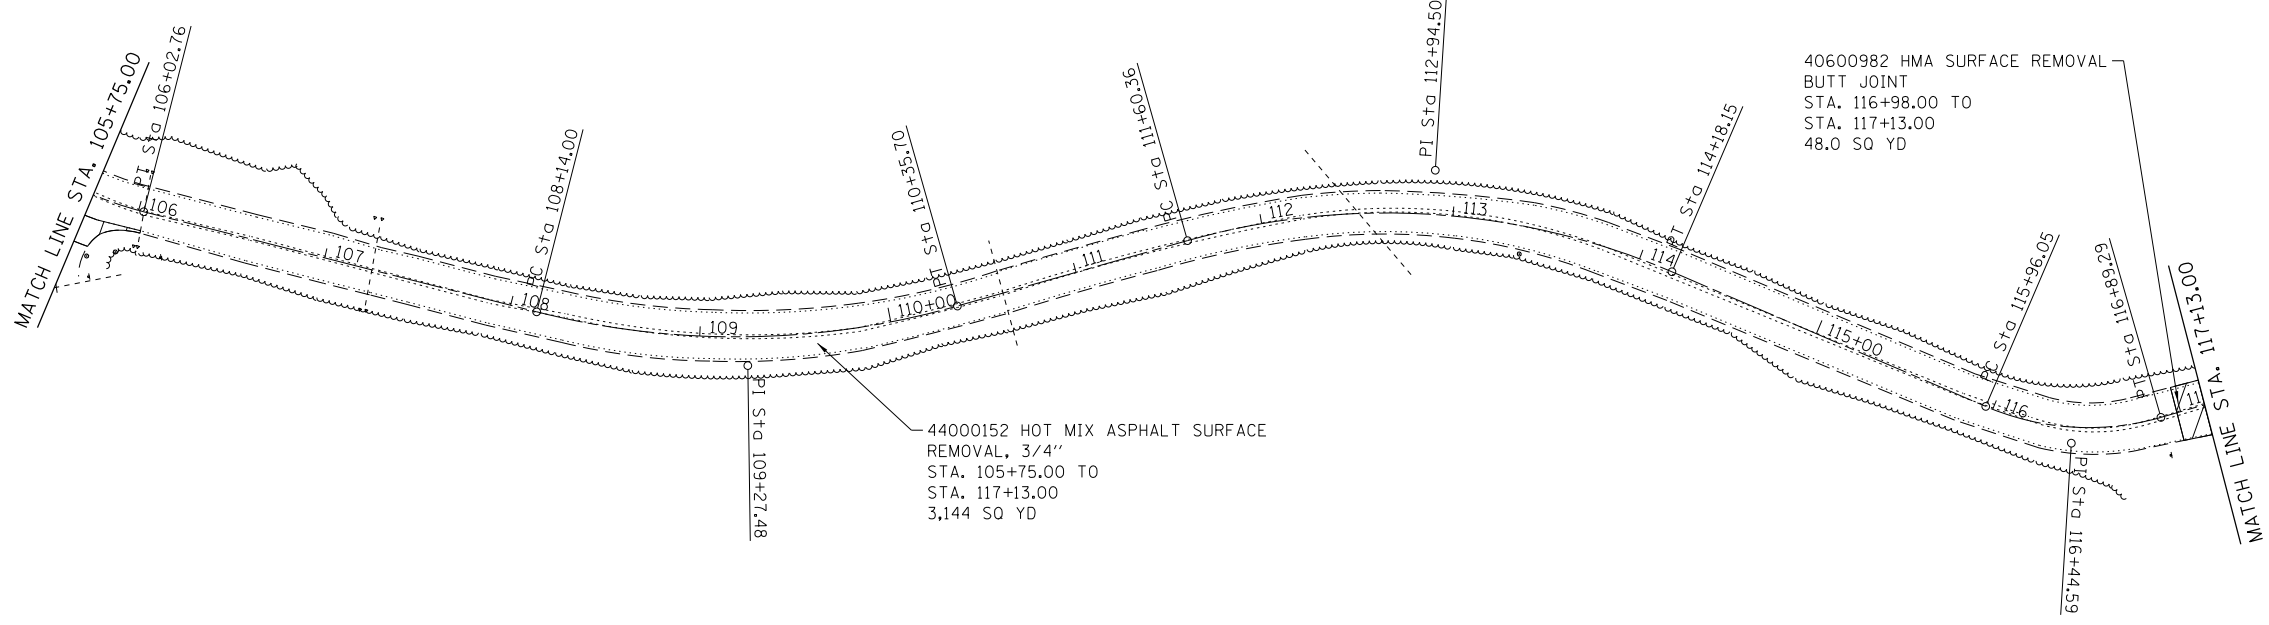 MATCH LINE STA. 105+75.00
PT Sta 106+02.76
106
107
PC Sta 108+14.00
108
109
PI Sta 109+27.48
110+00
PT Sta 110+35.70
111
PC Sta 111+60.36
112
PI Sta 112+94.50
113
PT Sta 114+18.15
114
115+00
PC Sta 115+96.05
116
PI Sta 116+44.59
PT Sta 116+89.29
11
MATCH LINE STA. 117+13.00
40600982 HMA SURFACE REMOVAL
BUTT JOINT
STA. 116+98.00 TO
STA. 117+13.00
48.0 SQ YD
44000152 HOT MIX ASPHALT SURFACE
REMOVAL, 3/4''
STA. 105+75.00 TO
STA. 117+13.00
3,144 SQ YD